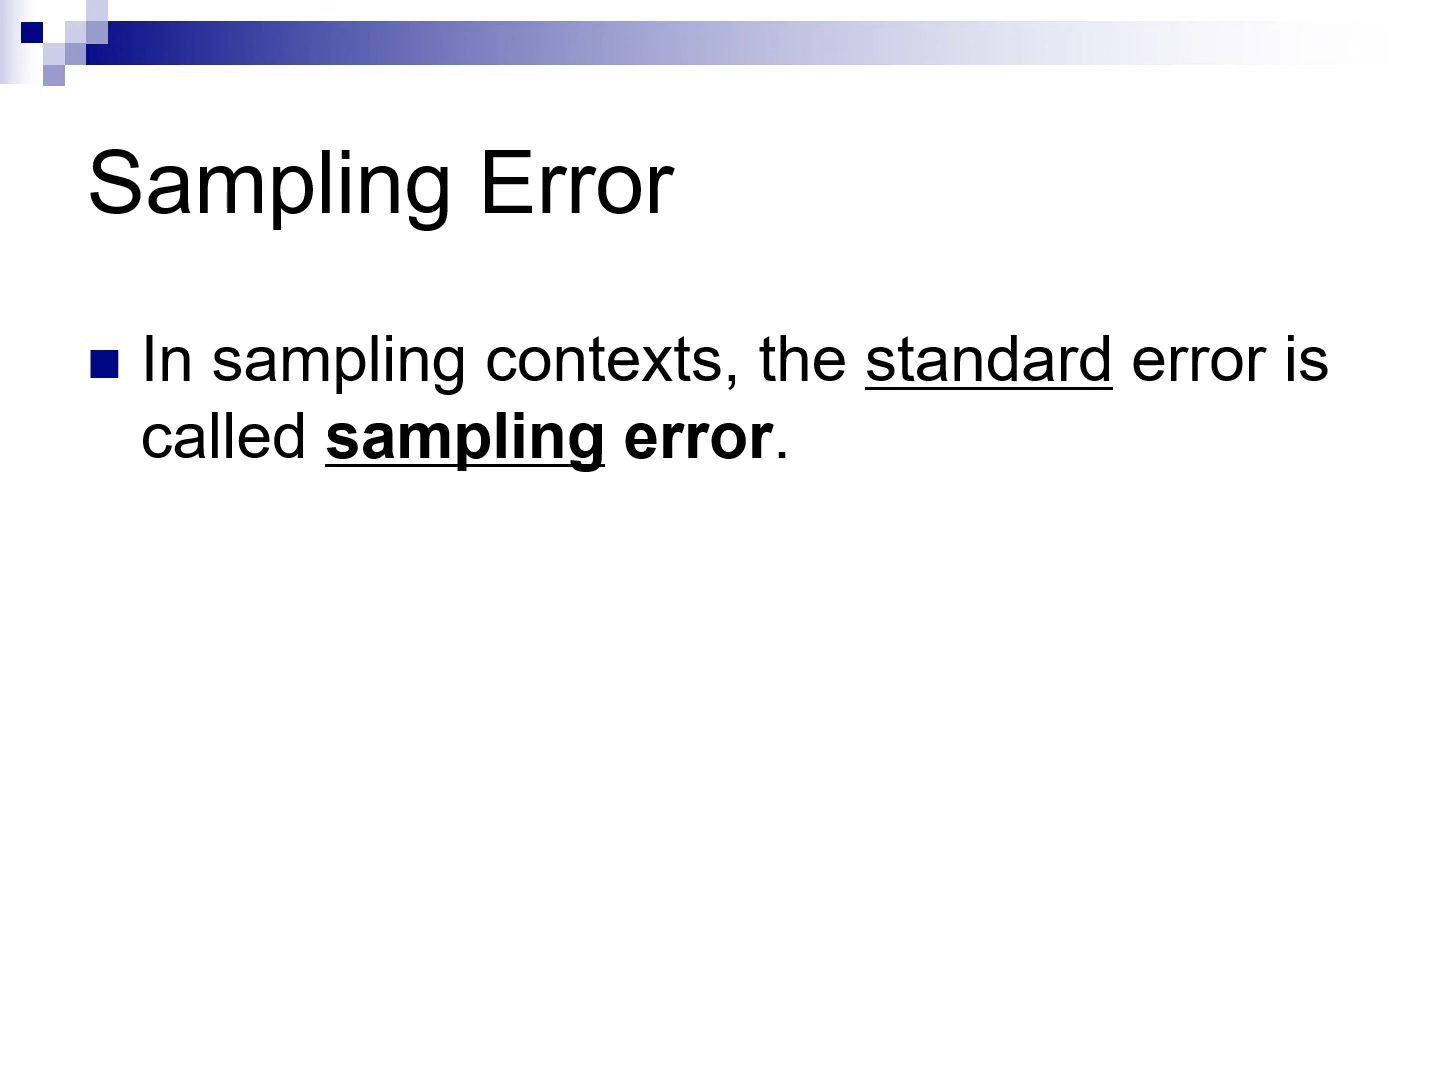 Sampling Error
In sampling contexts, the standard error is
called sampling error.